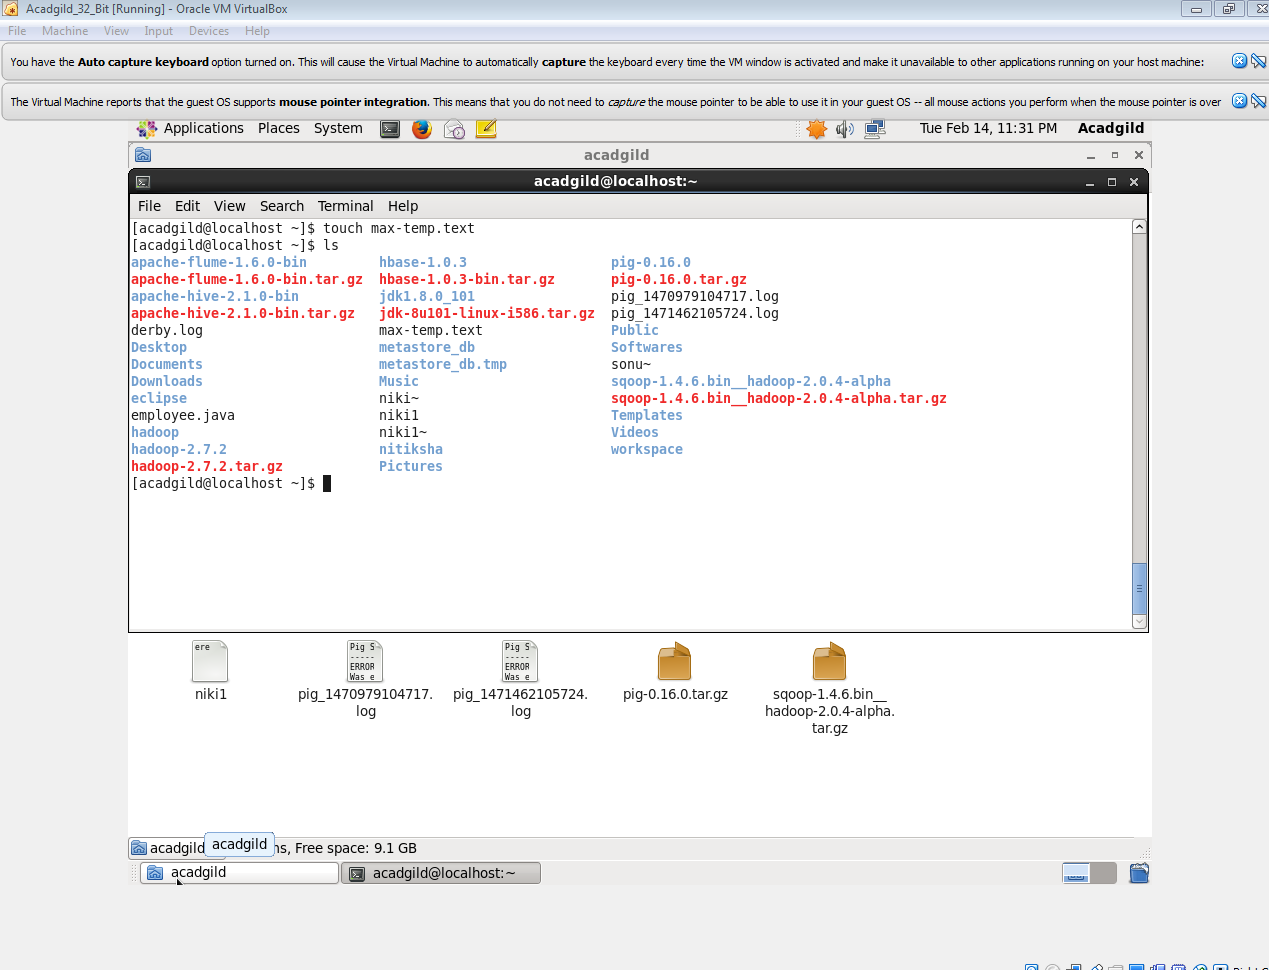 Acadgild_32_Bit [Running] - Oracle VM VirtualBox
File Machine View Input Devices Help
You have the Auto capture keyboard option turned on. This will cause the Virtual Machine to automatically capture the keyboard every time the VM window is activated and make it unavailable to other applications running on your host machine:
The Virtual Machine reports that the guest OS supports mouse pointer integration. This means that you do not need to capture the mouse pointer to be able to use it in your guest OS -- all mouse actions you perform when the mouse pointer is over
Applications Places System Tue Feb 14, 11:31 PM Acadgild
acadgild
acadgild@localhost:~
File Edit View Search Terminal Help
[acadgild@localhost ~]$ touch max-temp.text
[acadgild@localhost ~]$ ls
apache-flume-1.6.0-bin hbase-1.0.3 pig-0.16.0
apache-flume-1.6.0-bin.tar.gz hbase-1.0.3-bin.tar.gz pig-0.16.0.tar.gz
apache-hive-2.1.0-bin jdk1.8.0_101 pig_1470979104717.log
apache-hive-2.1.0-bin.tar.gz jdk-8u101-linux-i586.tar.gz pig_1471462105724.log
derby.log max-temp.text Public
Desktop metastore_db Softwares
Documents metastore_db.tmp sonu~
Downloads Music sqoop-1.4.6.bin__hadoop-2.0.4-alpha
eclipse niki~ sqoop-1.4.6.bin__hadoop-2.0.4-alpha.tar.gz
employee.java niki1 Templates
hadoop niki1~ Videos
hadoop-2.7.2 nitiksha workspace
hadoop-2.7.2.tar.gz Pictures
[acadgild@localhost ~]$
ere
Pig S
-----
ERROR
Was e
Pig S
-----
ERROR
Was e
niki1 pig_1470979104717. pig_1471462105724. pig-0.16.0.tar.gz sqoop-1.4.6.bin__
log log hadoop-2.0.4-alpha.
tar.gz
acadgild acadgild ns, Free space: 9.1 GB
acadgild acadgild@localhost:~